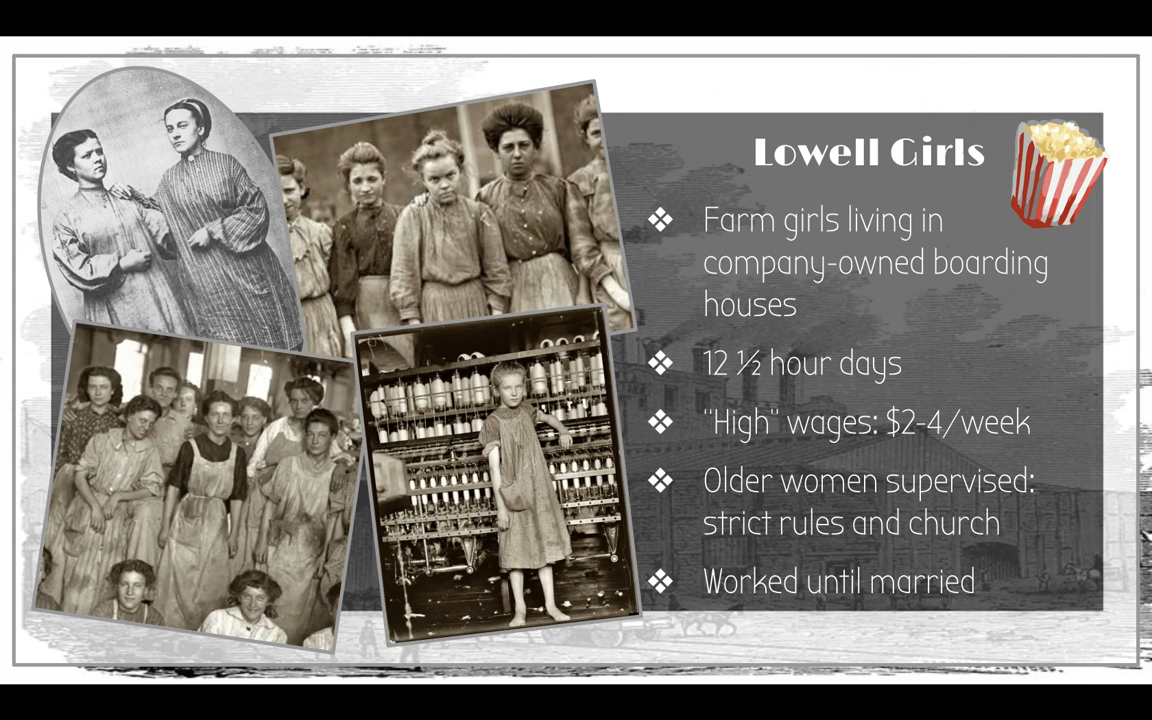 Lowell Girls
❖ Farm girls living in
company-owned boarding
houses
❖ 12 ½ hour days
❖ "High" wages: $2-4/week
❖ Older women supervised:
strict rules and church
❖ Worked until married